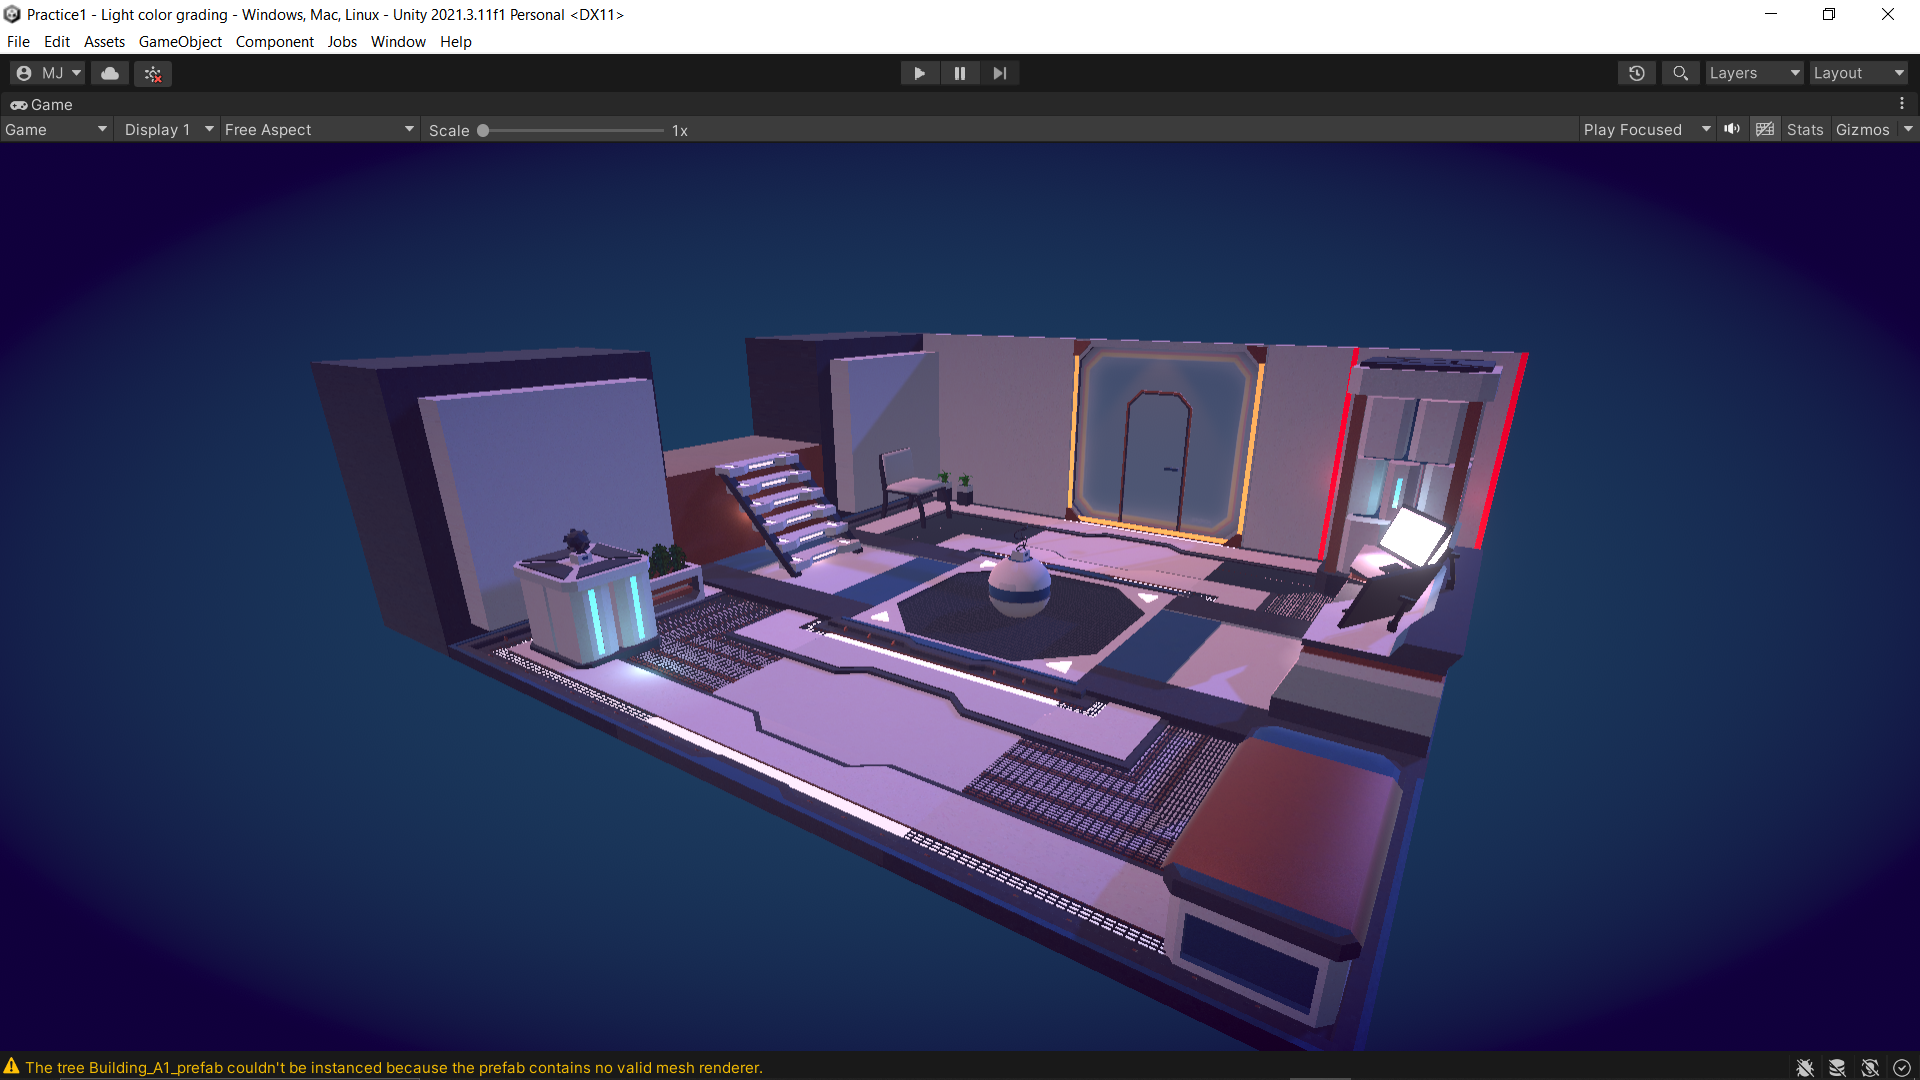 Practice1 - Light color grading - Windows, Mac, Linux - Unity 2021.3.11f1 Personal <DX11>
File Edit Assets GameObject Component Jobs Window Help
MJ Layers Layout
Game
Game Display 1 Free Aspect Scale 1x Play Focused Stats Gizmos
The tree Building_A1_prefab couldn't be instanced because the prefab contains no valid mesh renderer.